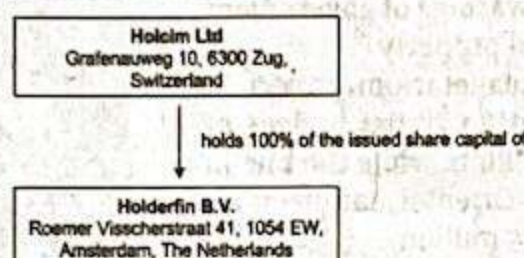 Holcim Ltd
Grafenauweg 10, 6300 Zug,
Switzerland
holds 100% of the issued share capital of
Holderfin B.V.
Roemer Visscherstraat 41, 1054 EW,
Amsterdam, The Netherlands